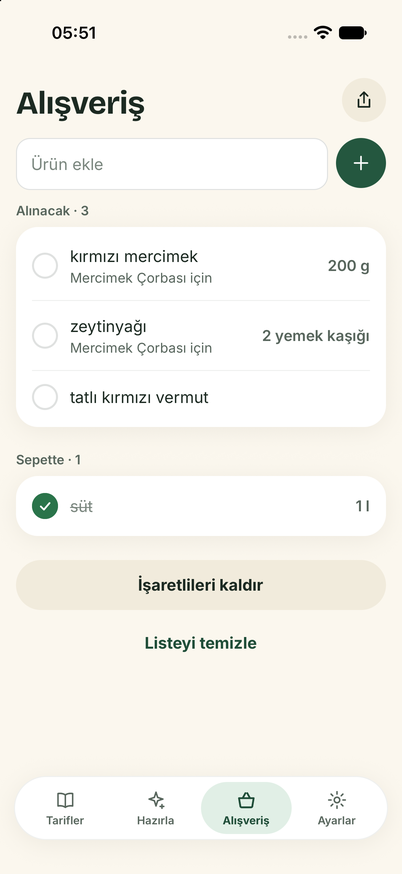 05:51
Alışveriş
Ürün ekle
Alınacak · 3
kırmızı mercimek
Mercimek Çorbası için
200 g
zeytinyağı
Mercimek Çorbası için
2 yemek kaşığı
tatlı kırmızı vermut
Sepette · 1
süt
1 l
İşaretlileri kaldır
Listeyi temizle
Tarifler
Hazırla
Alışveriş
Ayarlar